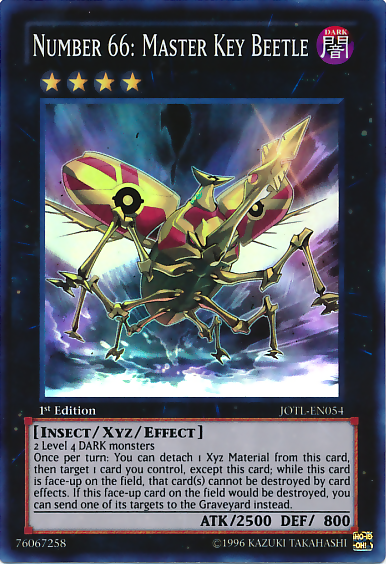 NUMBER 66: MASTER KEY BEETLE
DARK
闇
1st Edition
JOTL-EN054
[INSECT/XYZ/EFFECT]
2 Level 4 DARK monsters
Once per turn: You can detach 1 Xyz Material from this card,
then target 1 card you control, except this card; while this
card is face-up on the field, that card(s) cannot be destroyed by card
effects. If this face-up card on the field would be destroyed, you
can send one of its targets to the Graveyard instead.
ATK/2500 DEF/ 800
76067258
©1996 KAZUKI TAKAHASHI